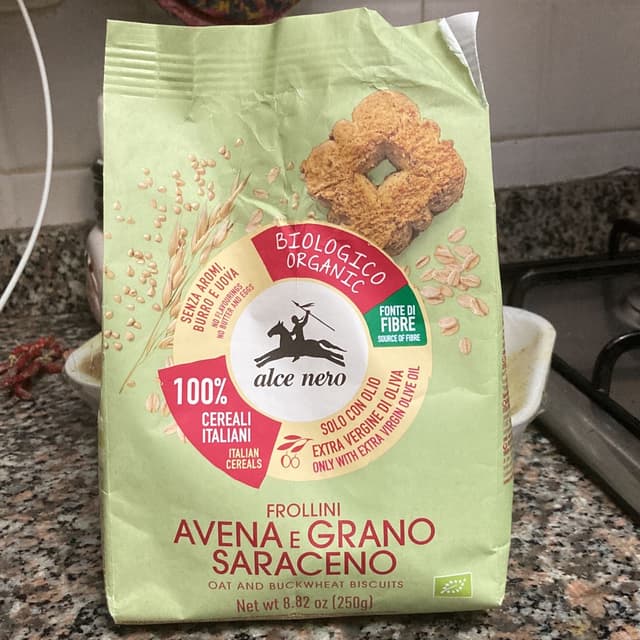 BIOLOGICO
ORGANIC
SENZA AROMI
BURRO E UOVA
NO FLAVOURINGS
NO BUTTER AND EGGS
FONTE DI
FIBRE
SOURCE OF FIBRE
alce nero
100%
CEREALI
ITALIANI
ITALIAN
CEREALS
SOLO CON OLIO
EXTRA VERGINE DI OLIVA
ONLY WITH EXTRA VIRGIN OLIVE OIL
FROLLINI
AVENA E GRANO
SARACENO
OAT AND BUCKWHEAT BISCUITS
Net wt 8.82 oz (250g)